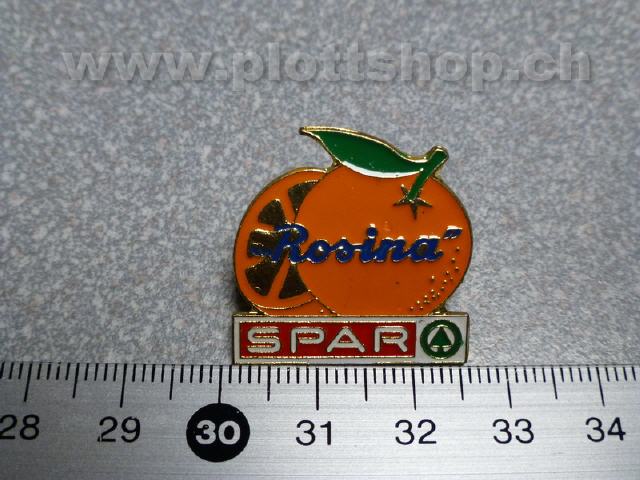 www.plottshop.ch
"Rosina"
SPAR
28 29 30 31 32 33 34